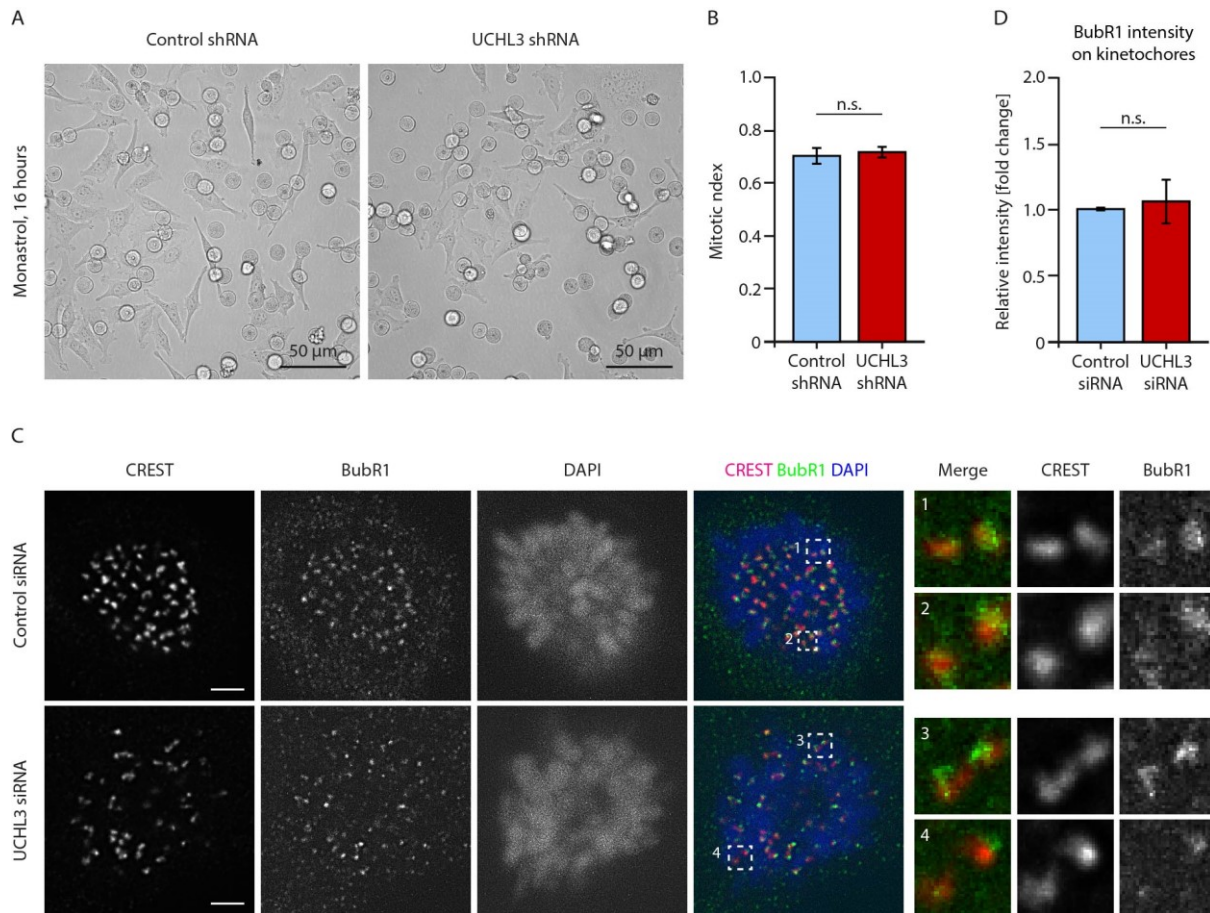 A
Control shRNA
UCHL3 shRNA
Monastrol, 16 hours
50 µm
50 µm
B
1.0
0.8
0.6
0.4
0.2
0.0
Mitotic index
n.s.
Control
shRNA
UCHL3
shRNA
D
BubR1 intensity
on kinetochores
2.0
1.5
1.0
0.5
0
Relative intensity [fold change]
n.s.
Control
siRNA
UCHL3
siRNA
C
CREST
BubR1
DAPI
CREST BubR1 DAPI
Merge
CREST
BubR1
Control siRNA
1
2
1
2
UCHL3 siRNA
3
4
3
4